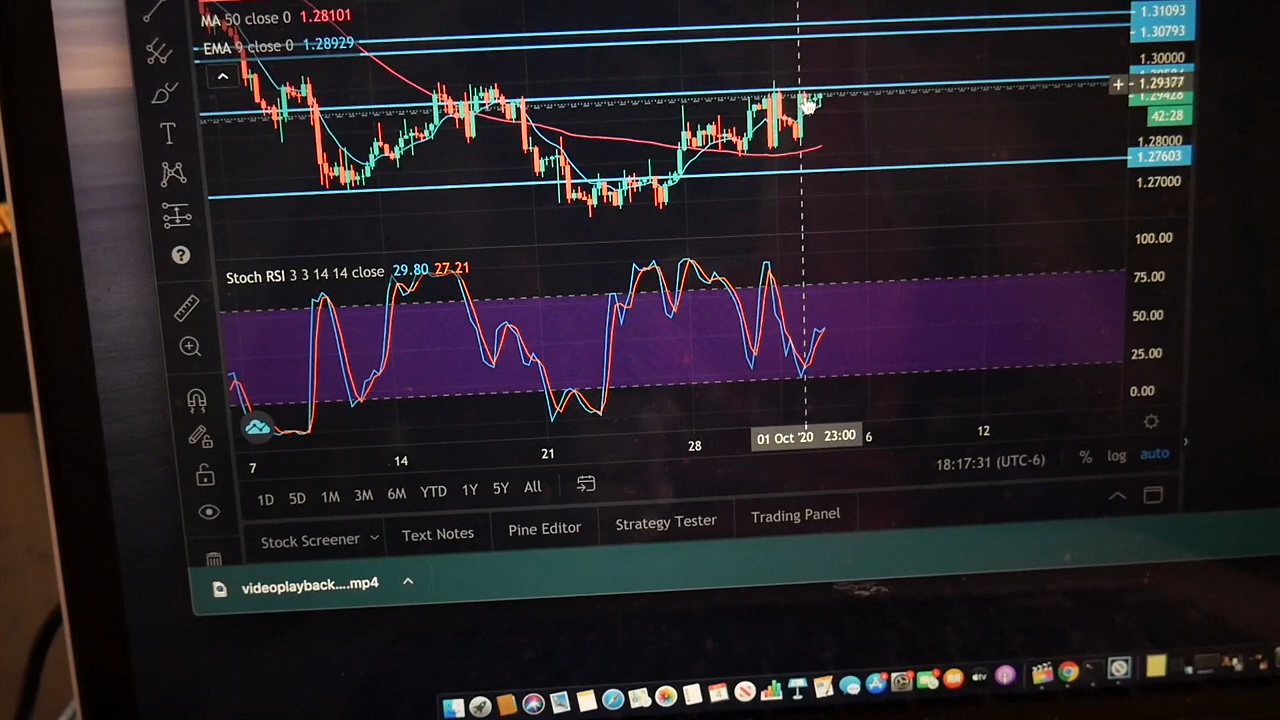 MA 50 close 0 1.28101
EMA 9 close 0 1.28929
1.31093
1.30793
1.30000
1.29377
1.29428
42:28
1.28000
1.27603
1.27000
Stoch RSI 3 3 14 14 close 29.80 27.21
100.00
75.00
50.00
25.00
0.00
7 14 21 28 01 Oct '20 23:00 6 12
18:17:31 (UTC-6) % log auto
1D 5D 1M 3M 6M YTD 1Y 5Y All
Stock Screener Text Notes Pine Editor Strategy Tester Trading Panel
videoplayback....mp4